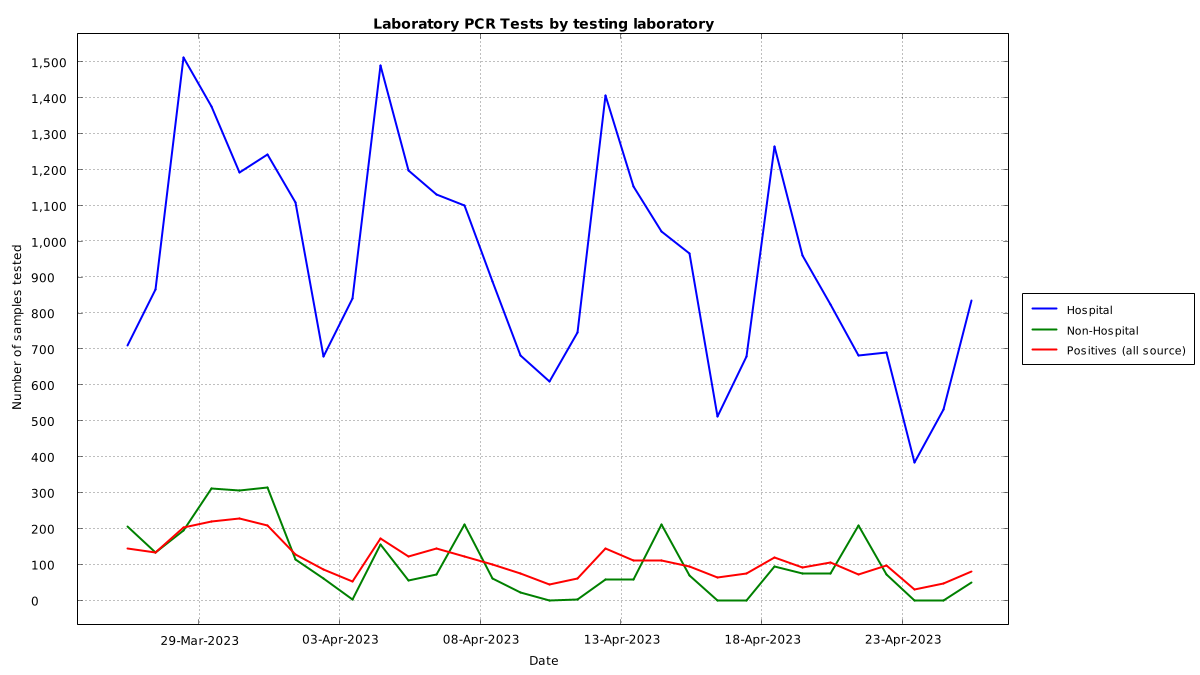 Laboratory PCR Tests by testing laboratory
1,500
1,400
1,300
1,200
1,100
1,000
900
800
700
600
500
400
300
200
100
0
Number of samples tested
29-Mar-2023
03-Apr-2023
08-Apr-2023
13-Apr-2023
18-Apr-2023
23-Apr-2023
Date
Hospital
Non-Hospital
Positives (all source)